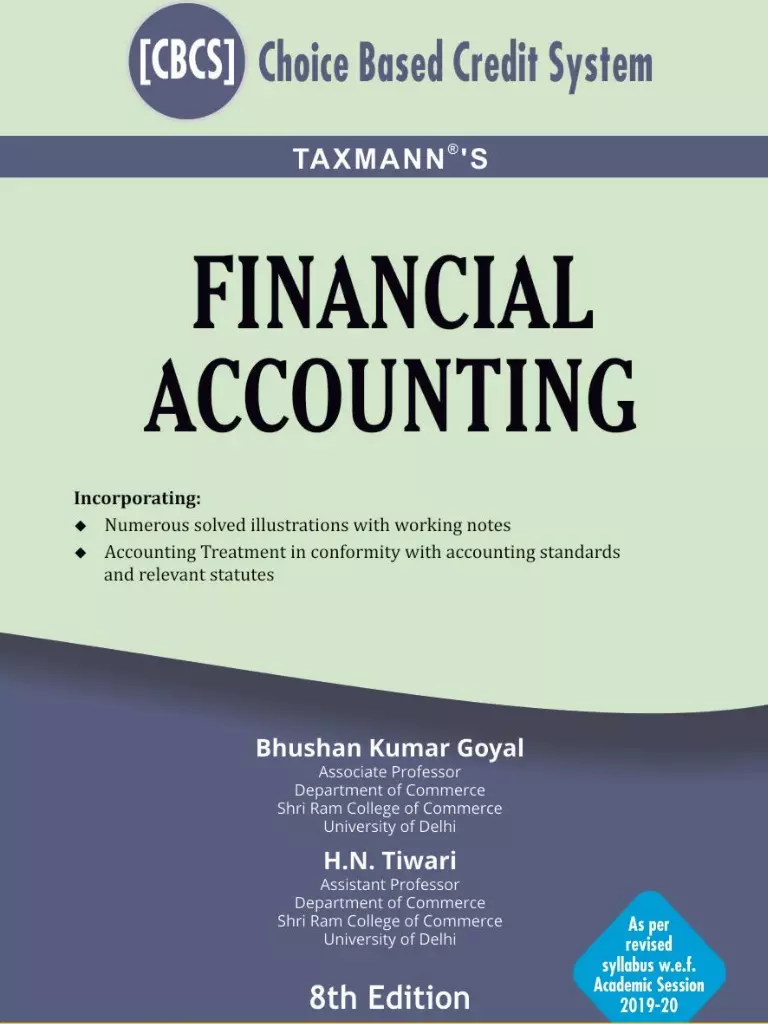 [CBCS] Choice Based Credit System
TAXMANN®'S
FINANCIAL
ACCOUNTING
Incorporating:
◆ Numerous solved illustrations with working notes
◆ Accounting Treatment in conformity with accounting standards
and relevant statutes
Bhushan Kumar Goyal
Associate Professor
Department of Commerce
Shri Ram College of Commerce
University of Delhi
H.N. Tiwari
Assistant Professor
Department of Commerce
Shri Ram College of Commerce
University of Delhi
8th Edition
As per
revised
syllabus w.e.f.
Academic Session
2019-20